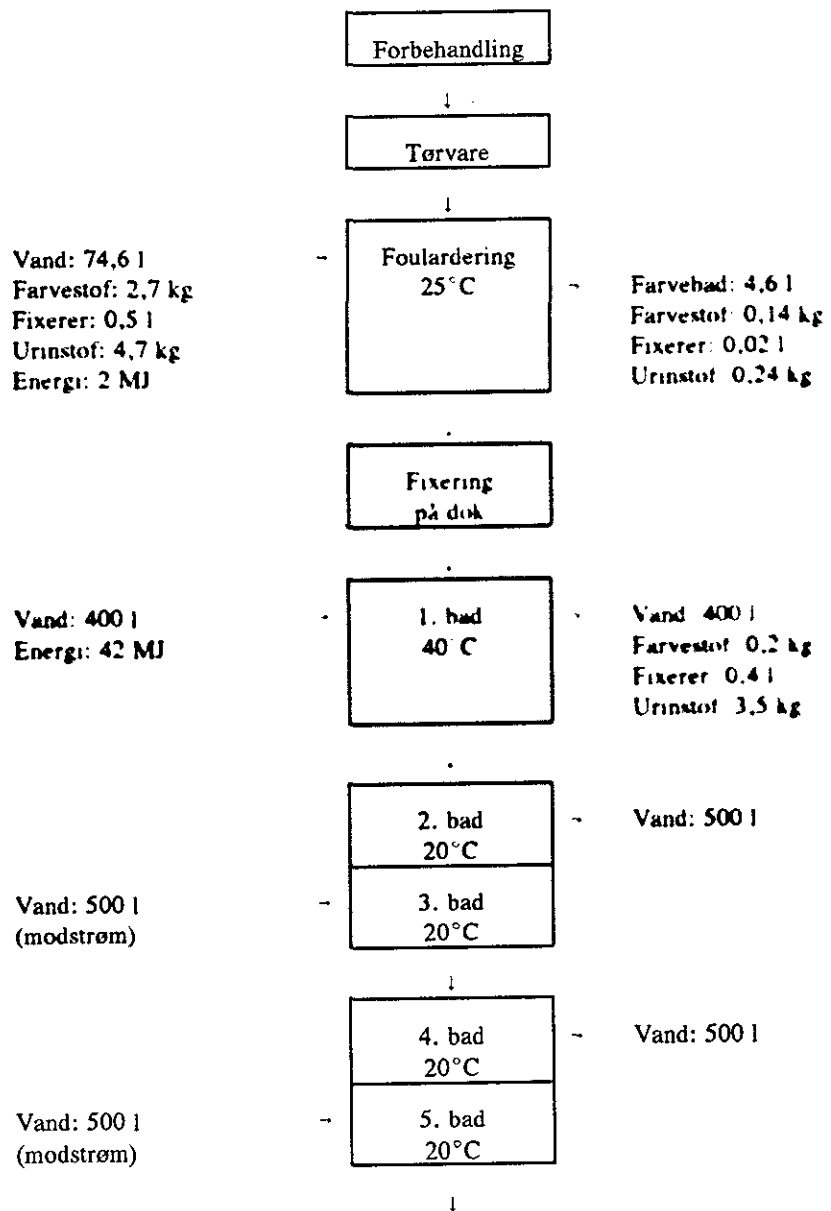 Forbehandling
↓
Tørvare
↓
Vand: 74,6 l
Farvestof: 2,7 kg
Fixerer: 0,5 l
Urinstof: 4,7 kg
Energi: 2 MJ
→
Foulardering
25°C
→
Farvebad: 4,6 l
Farvestof: 0,14 kg
Fixerer: 0,02 l
Urinstof 0,24 kg
Fixering
på dok
Vand: 400 l
Energi: 42 MJ
→
1. bad
40°C
→
Vand 400 l
Farvestof 0,2 kg
Fixerer 0,4 l
Urinstof 3,5 kg
2. bad
20°C
→
Vand: 500 l
Vand: 500 l
(modstrøm)
→
3. bad
20°C
↓
4. bad
20°C
→
Vand: 500 l
Vand: 500 l
(modstrøm)
→
5. bad
20°C
↓